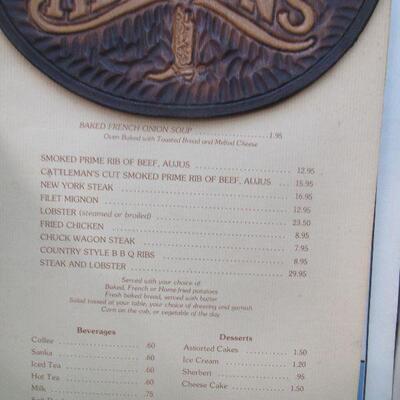 BAKED FRENCH ONION SOUP ............ 1.95
Oven Baked with Toasted Bread and Melted Cheese
SMOKED PRIME RIB OF BEEF, AUJUS ............ 12.95
CATTLEMAN'S CUT SMOKED PRIME RIB OF BEEF, AUJUS ... 15.95
NEW YORK STEAK ............ 16.95
FILET MIGNON ............ 12.95
LOBSTER (steamed or broiled) ............ 23.50
FRIED CHICKEN ............ 8.95
CHUCK WAGON STEAK ............ 7.95
COUNTRY STYLE B B Q RIBS ............ 8.95
STEAK AND LOBSTER ............ 29.95
Served with your choice of
Baked, French or Home-fried potatoes
Fresh baked bread, served with butter
Salad tossed at your table, your choice of dressing and garnish
Corn on the cob, or vegetable of the day
Beverages
Coffee ............ .60
Sanka ............ .60
Iced Tea ............ .60
Hot Tea ............ .60
Milk ............ .75
Desserts
Assorted Cakes ............ 1.50
Ice Cream ............ 1.20
Sherbert ............ .95
Cheese Cake ............ 1.50